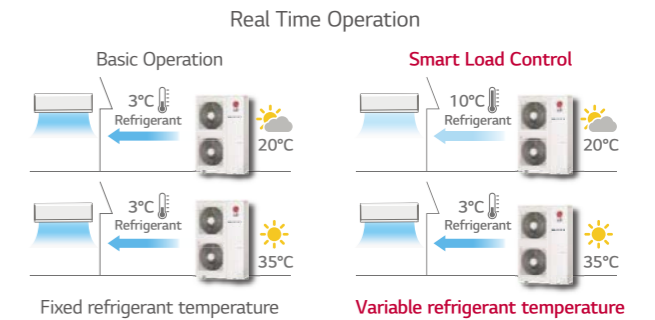 Real Time Operation
Basic Operation
Smart Load Control
3°C
Refrigerant
20°C
10°C
Refrigerant
20°C
3°C
Refrigerant
35°C
3°C
Refrigerant
35°C
Fixed refrigerant temperature
Variable refrigerant temperature